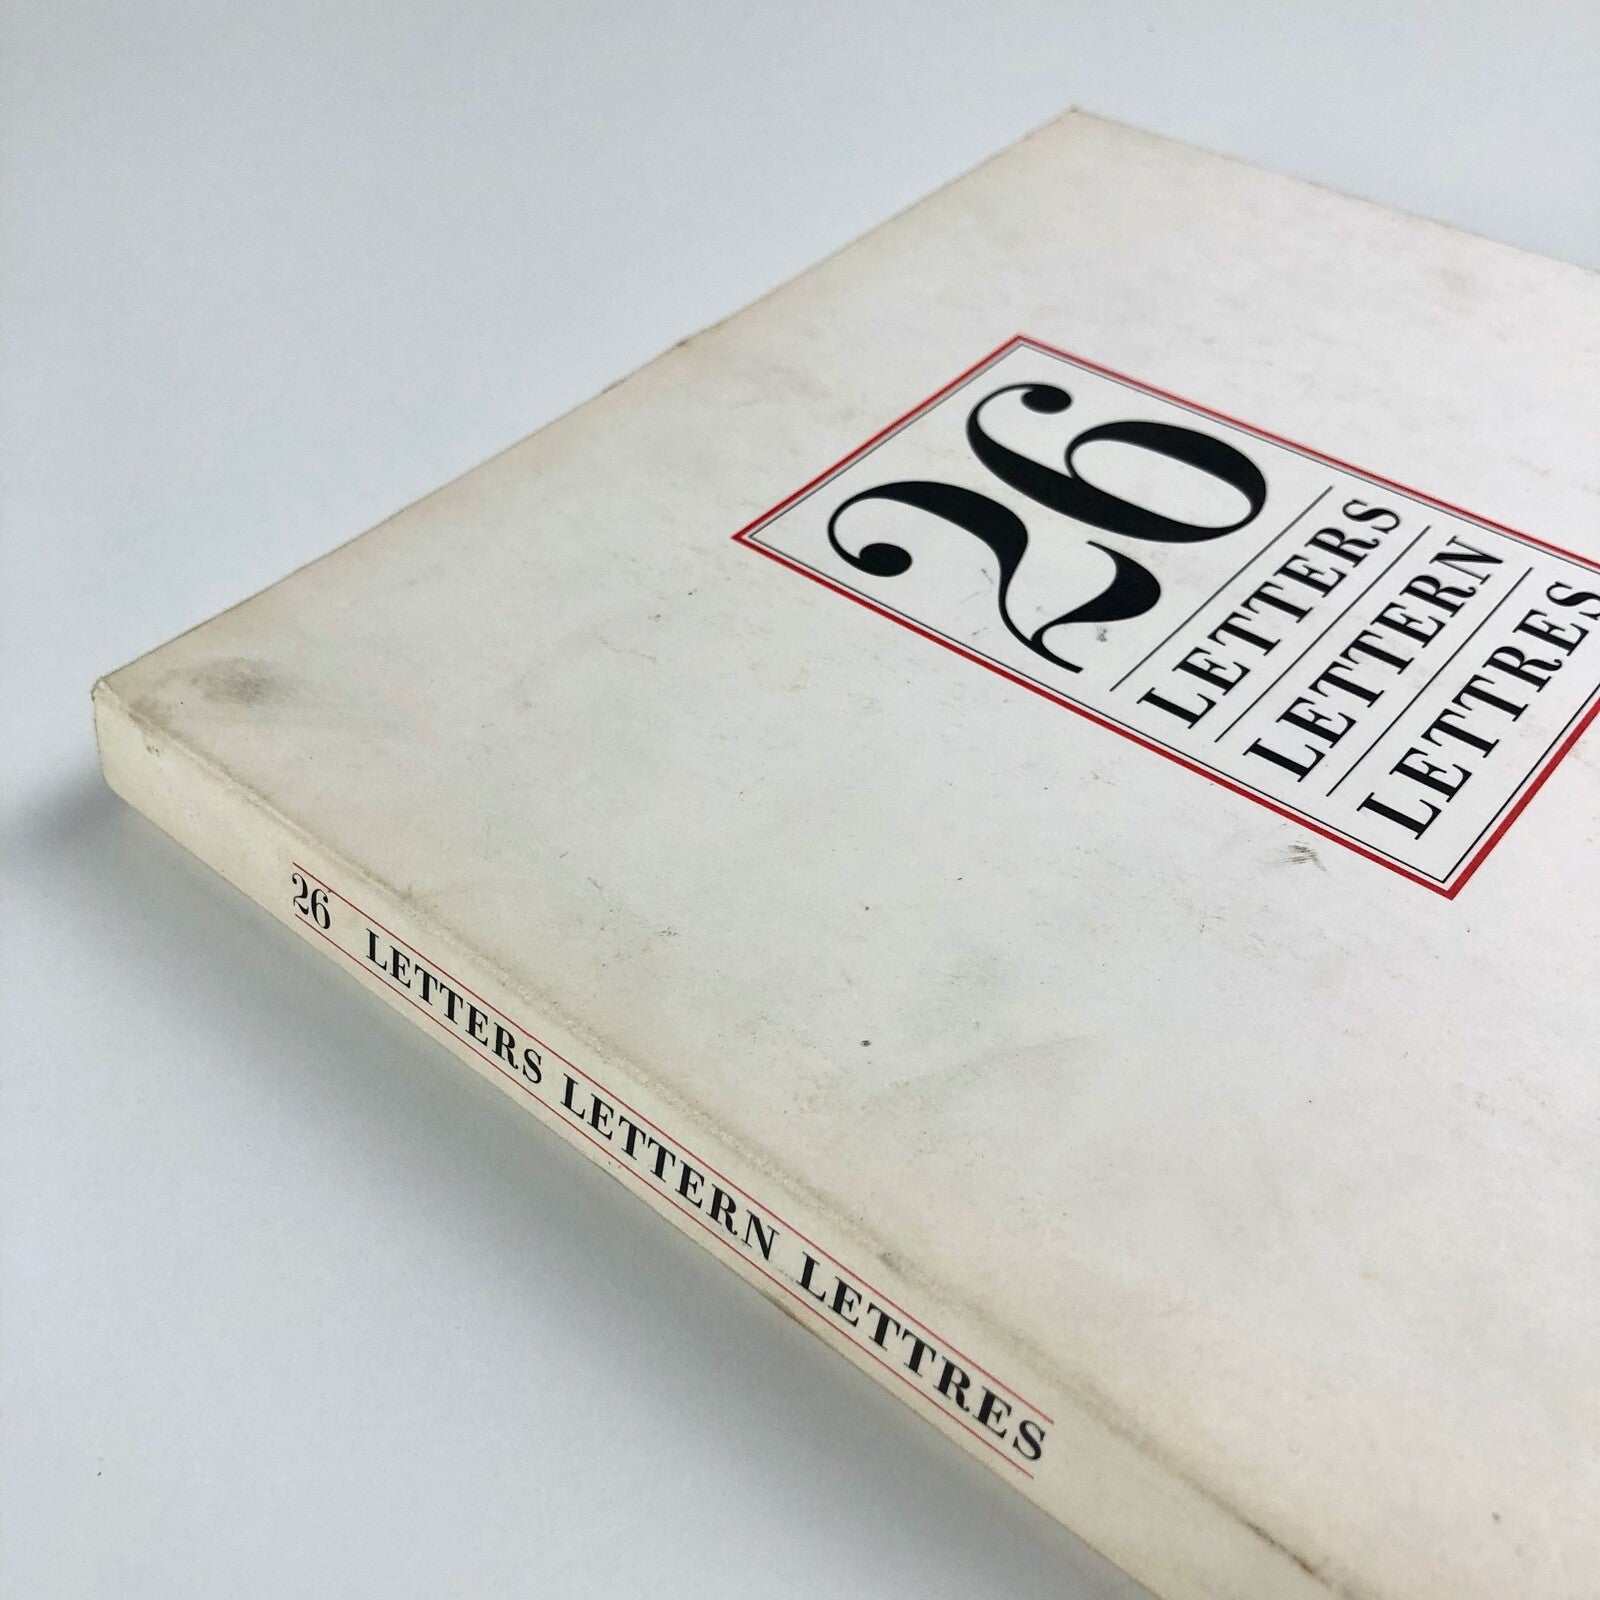 26
LETTERS
LETTERN
LETTRES
26 LETTERS LETTERN LETTRES